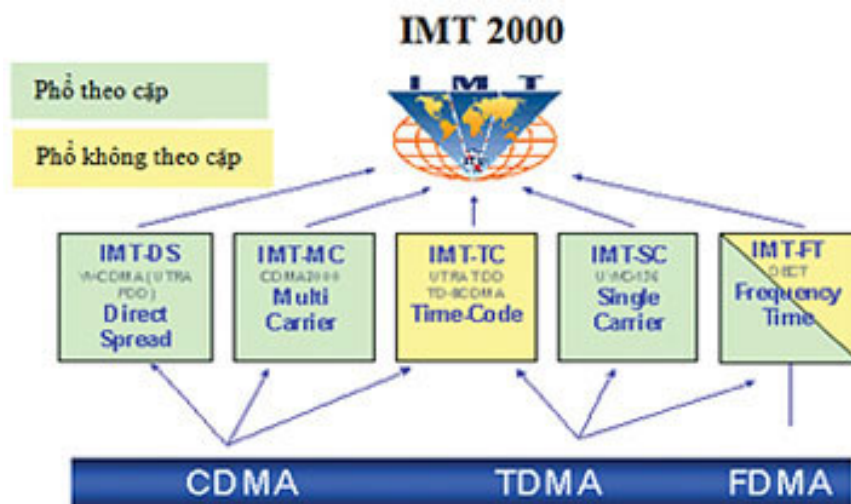 IMT 2000
Phổ theo cặp
Phổ không theo cặp
I M T
IMT-DS
W-CDMA (UTRA
FDD)
Direct
Spread
IMT-MC
CDMA2000
Multi
Carrier
IMT-TC
UTRA TDD
TD-SCDMA
Time-Code
IMT-SC
UWC-136
Single
Carrier
IMT-FT
DECT
Frequency
Time
CDMA
TDMA
FDMA